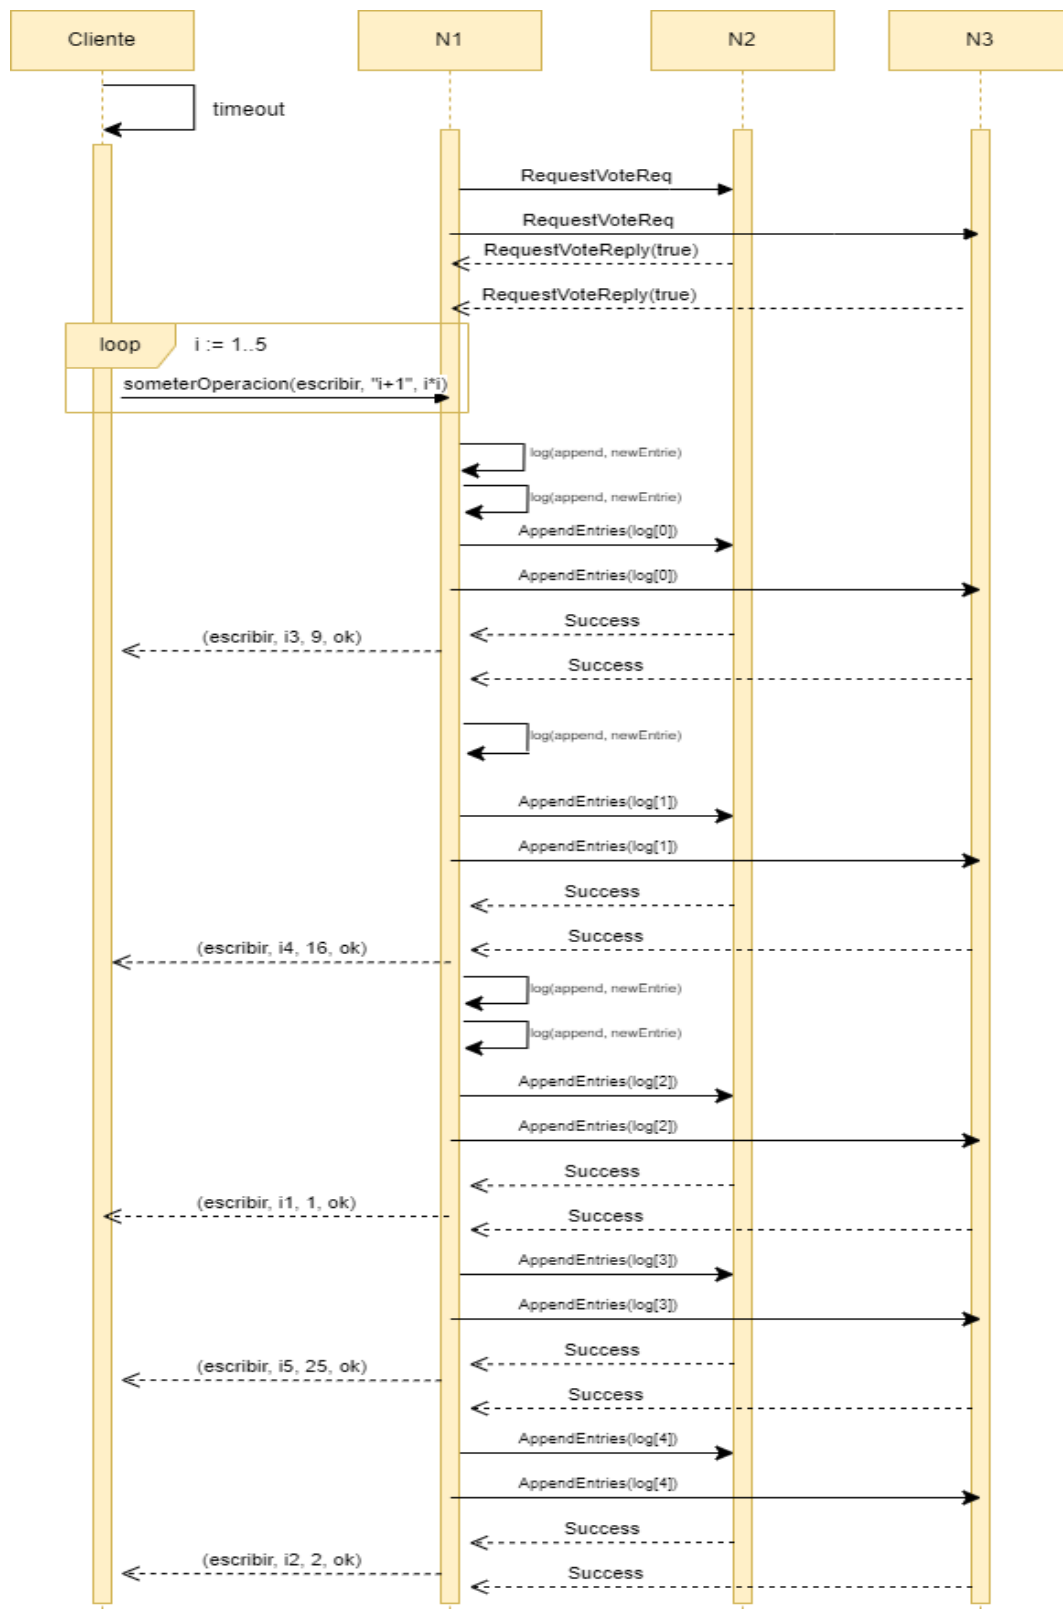 Cliente
N1
N2
N3
timeout
RequestVoteReq
RequestVoteReq
RequestVoteReply(true)
RequestVoteReply(true)
loop
i := 1..5
someterOperacion(escribir, "i+1", i*i)
log(append, newEntrie)
log(append, newEntrie)
AppendEntries(log[0])
AppendEntries(log[0])
Success
(escribir, i3, 9, ok)
Success
log(append, newEntrie)
AppendEntries(log[1])
AppendEntries(log[1])
Success
Success
(escribir, i4, 16, ok)
log(append, newEntrie)
log(append, newEntrie)
AppendEntries(log[2])
AppendEntries(log[2])
Success
(escribir, i1, 1, ok)
Success
AppendEntries(log[3])
AppendEntries(log[3])
Success
(escribir, i5, 25, ok)
Success
AppendEntries(log[4])
AppendEntries(log[4])
Success
(escribir, i2, 2, ok)
Success